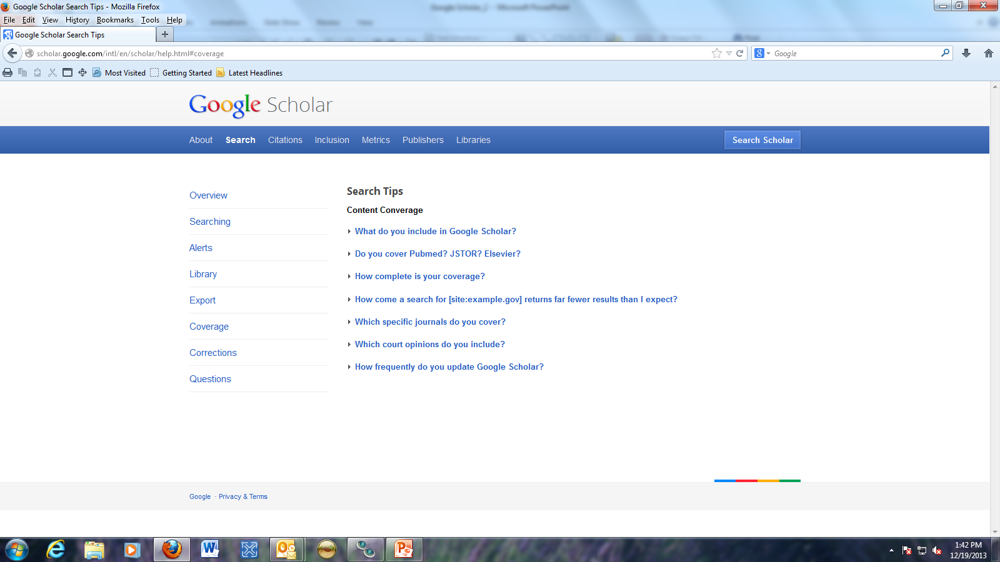 Google Scholar Search Tips - Mozilla Firefox
Google Scholar_2 - Microsoft PowerPoint
File Edit View History Bookmarks Tools Help
Google Scholar Search Tips
scholar.google.com/intl/en/scholar/help.html#coverage
Google
Most Visited Getting Started Latest Headlines
Google Scholar
About Search Citations Inclusion Metrics Publishers Libraries
Search Scholar
Overview
Searching
Alerts
Library
Export
Coverage
Corrections
Questions
Search Tips
Content Converage
What do you include in Google Scholar?
Do you cover Pubmed? JSTOR? Elsevier?
How complete is your coverage?
How come a search for [site:example.gov] returns far fewer results than I expect?
Which specific journals do you cover?
Which court opinions do you include?
How frequently do you update Google Scholar?
Google · Privacy & Terms
1:42 PM
12/19/2013